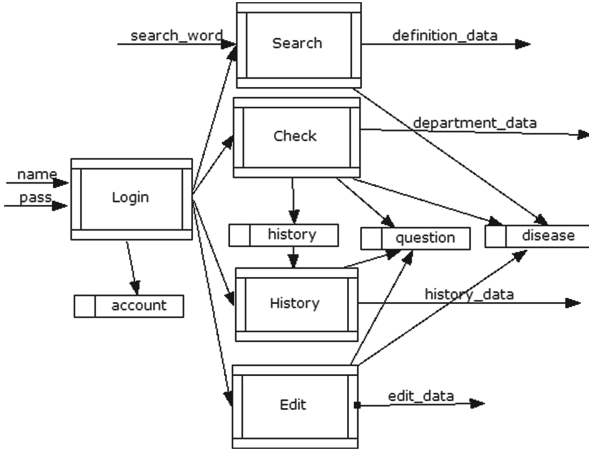 search_word
Search
definition_data
Check
department_data
name
pass
Login
history
question
disease
account
History
history_data
Edit
edit_data